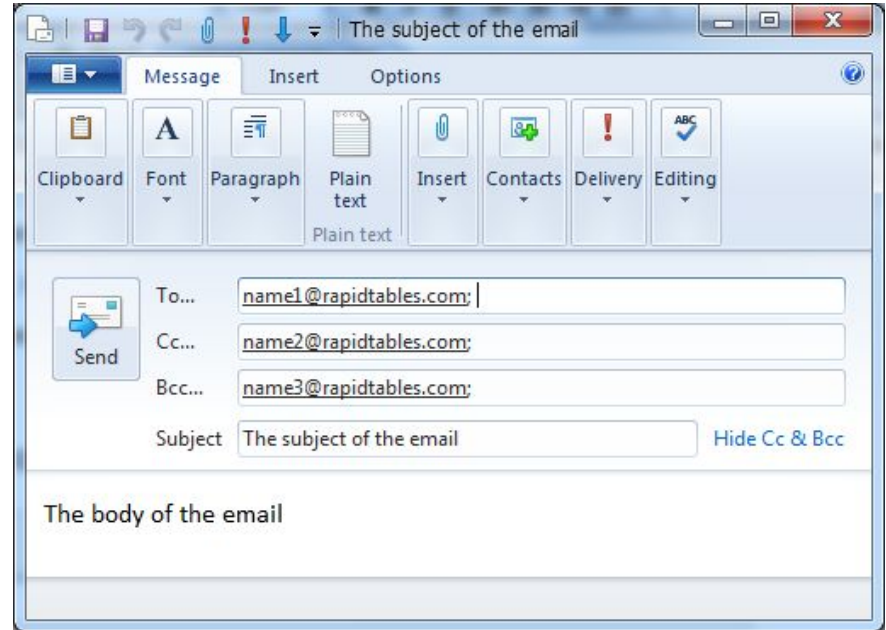 The subject of the email
Message Insert Options
A ABC
Clipboard Font Paragraph Plain text Insert Contacts Delivery Editing
Plain text
To... name1@rapidtables.com;
Send
Cc... name2@rapidtables.com;
Bcc... name3@rapidtables.com;
Subject The subject of the email Hide Cc & Bcc
The body of the email